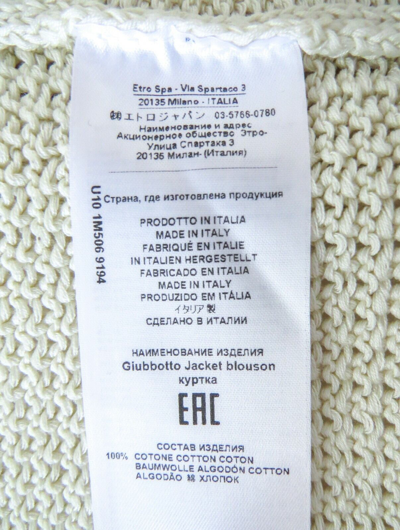 Etro Spa - Via Spartaco 3
20135 Milano - ITALIA
㈱エトロジャパン 03-5766-0780
Наименование и адрес
Акционерное общество Этро-
Улица Спартака 3
20135 Милан- (Италия)
U10 1M506 9194
Страна, где изготовлена продукция
PRODOTTO IN ITALIA
MADE IN ITALY
FABRIQUÉ EN ITALIE
IN ITALIEN HERGESTELLT
FABRICADO EN ITALIA
MADE IN ITALY
PRODUZIDO EM ITÁLIA
イタリア製
СДЕЛАНО В ИТАЛИИ
НАИМЕНОВАНИЕ ИЗДЕЛИЯ
Giubbotto Jacket blouson
куртка
EAC
СОСТАВ ИЗДЕЛИЯ
100% COTONE COTTON COTON
BAUMWOLLE ALGODÓN COTTON
ALGODÃO 綿 ХЛОПОК